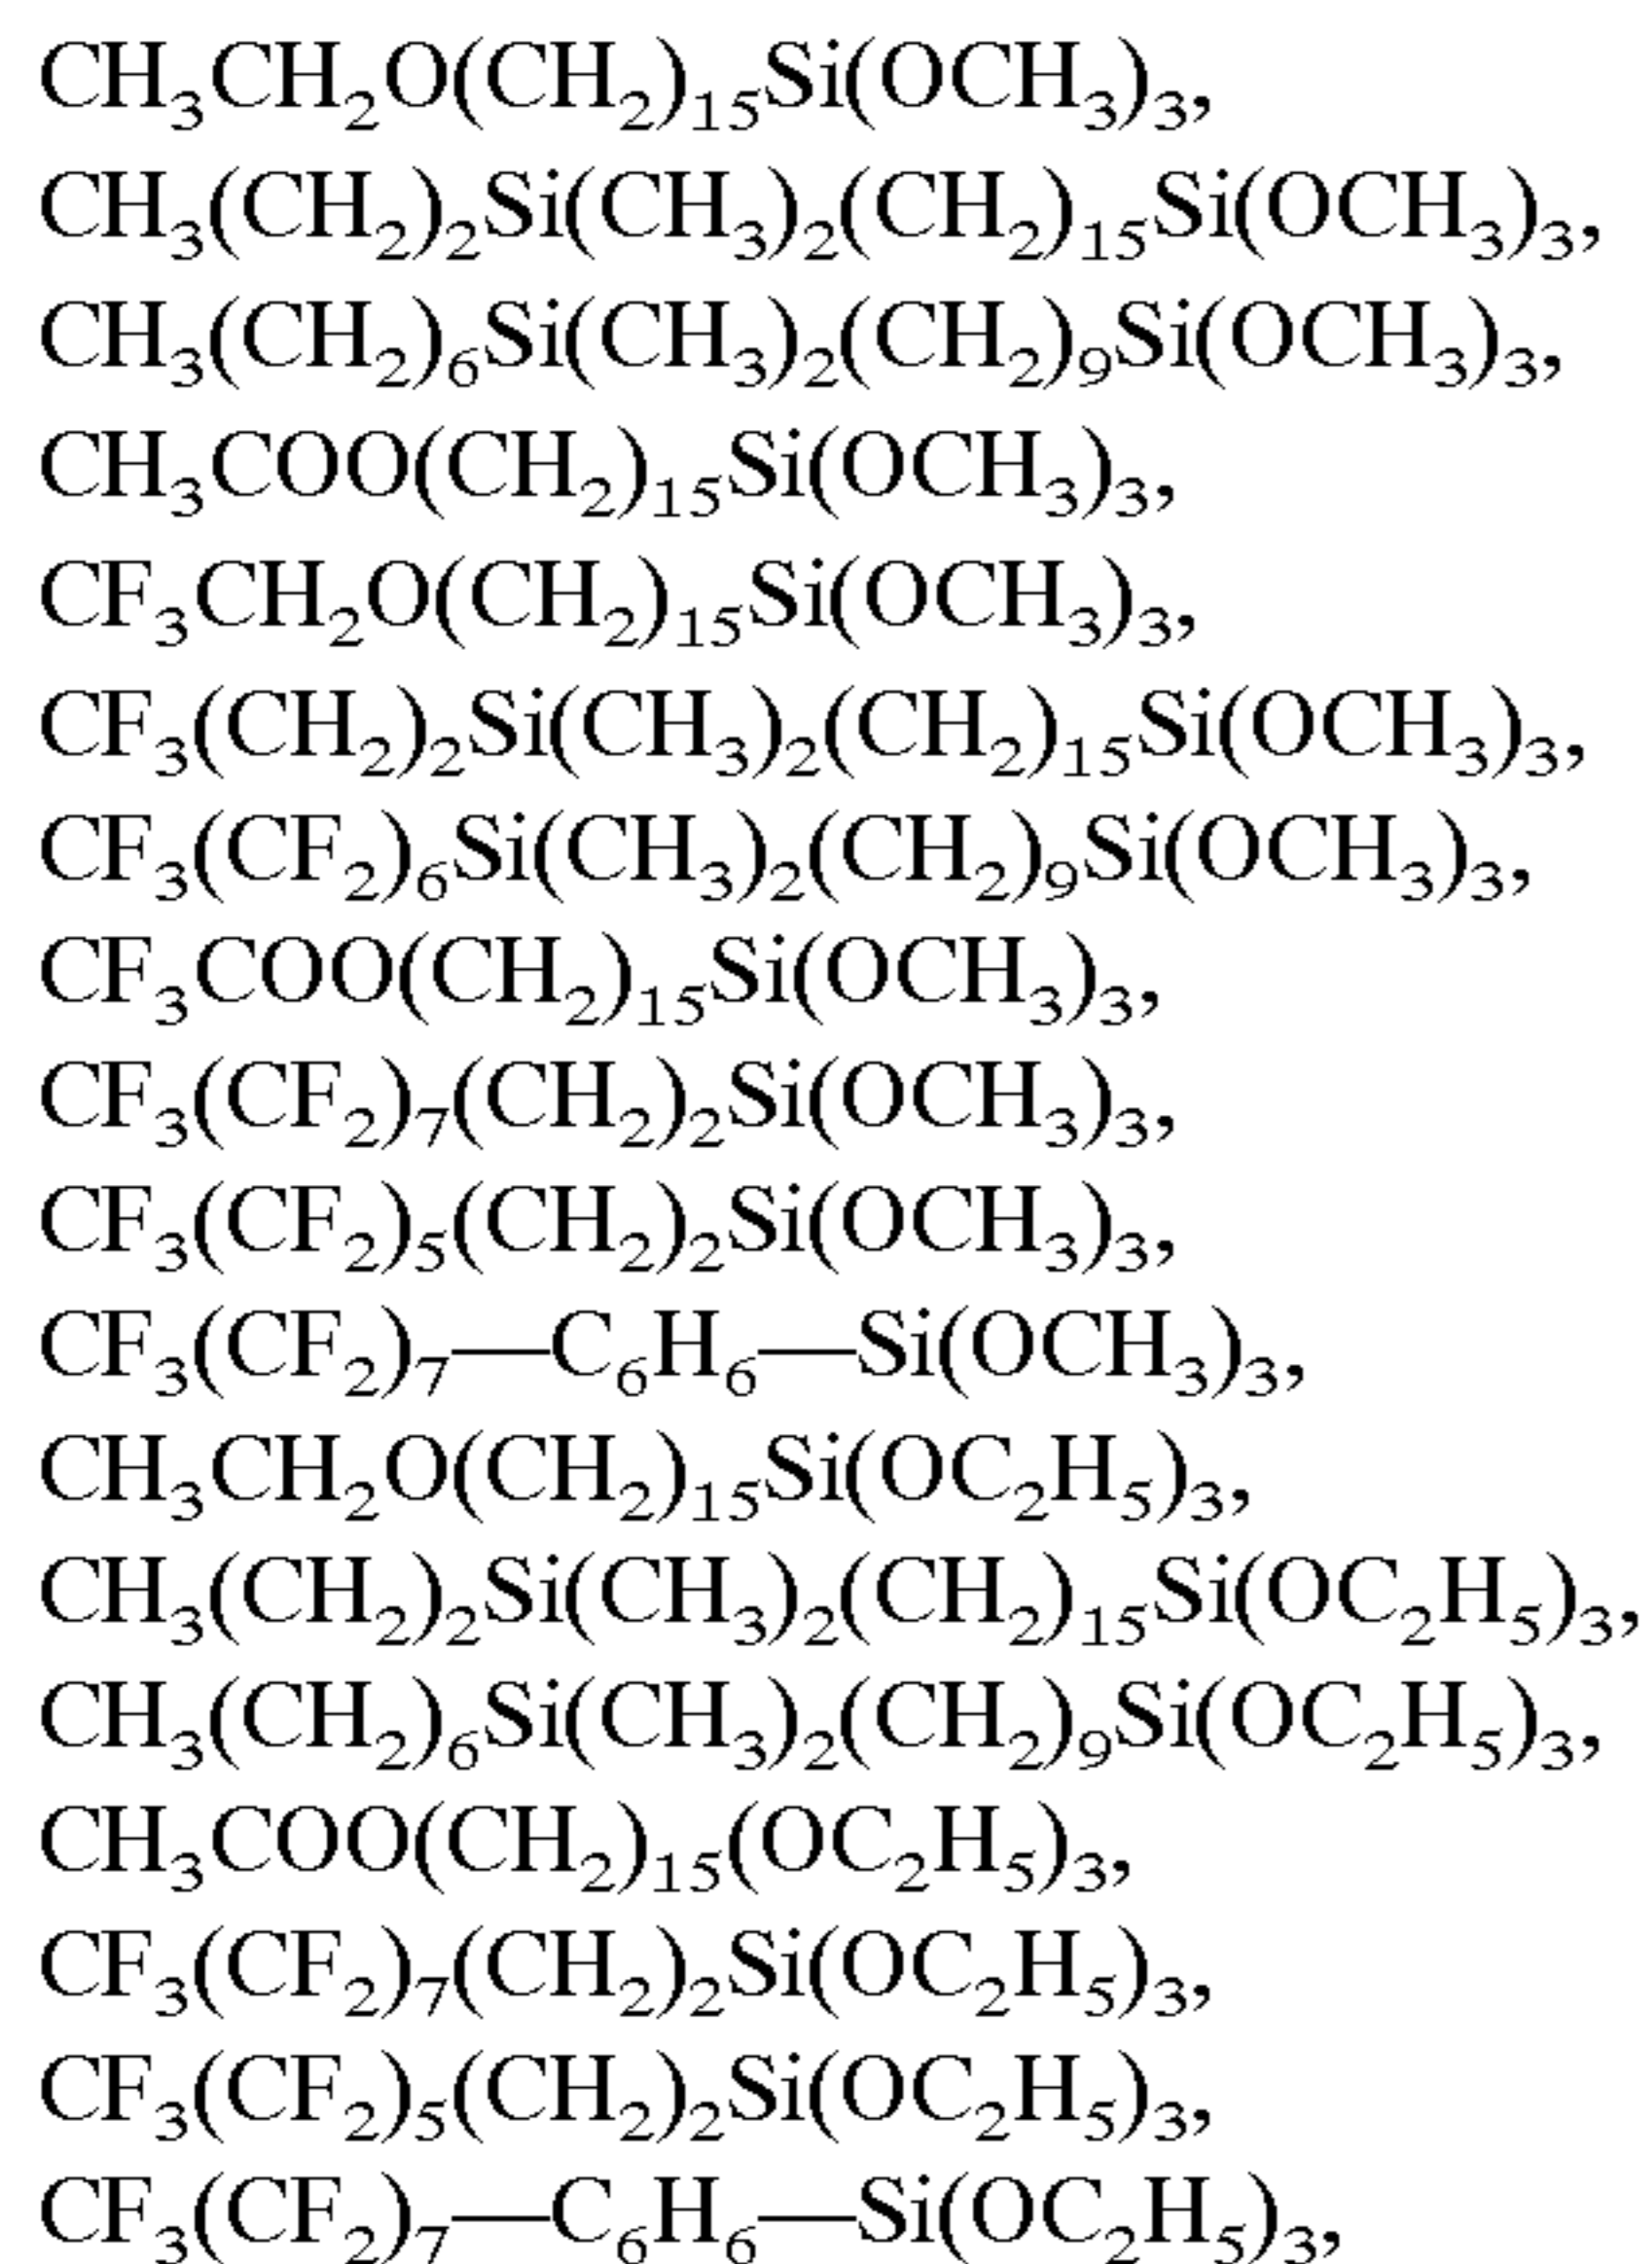 CH₃CH₂O(CH₂)₁₅Si(OCH₃)₃,
CH₃(CH₂)₂Si(CH₃)₂(CH₂)₁₅Si(OCH₃)₃,
CH₃(CH₂)₆Si(CH₃)₂(CH₂)₉Si(OCH₃)₃,
CH₃COO(CH₂)₁₅Si(OCH₃)₃,
CF₃CH₂O(CH₂)₁₅Si(OCH₃)₃,
CF₃(CH₂)₂Si(CH₃)₂(CH₂)₁₅Si(OCH₃)₃,
CF₃(CF₂)₆Si(CH₃)₂(CH₂)₉Si(OCH₃)₃,
CF₃COO(CH₂)₁₅Si(OCH₃)₃,
CF₃(CF₂)₇(CH₂)₂Si(OCH₃)₃,
CF₃(CF₂)₅(CH₂)₂Si(OCH₃)₃,
CF₃(CF₂)₇—C₆H₆—Si(OCH₃)₃,
CH₃CH₂O(CH₂)₁₅Si(OC₂H₅)₃,
CH₃(CH₂)₂Si(CH₃)₂(CH₂)₁₅Si(OC₂H₅)₃,
CH₃(CH₂)₆Si(CH₃)₂(CH₂)₉Si(OC₂H₅)₃,
CH₃COO(CH₂)₁₅(OC₂H₅)₃,
CF₃(CF₂)₇(CH₂)₂Si(OC₂H₅)₃,
CF₃(CF₂)₅(CH₂)₂Si(OC₂H₅)₃,
CF₃(CF₂)₇—C₆H₆—Si(OC₂H₅)₃,